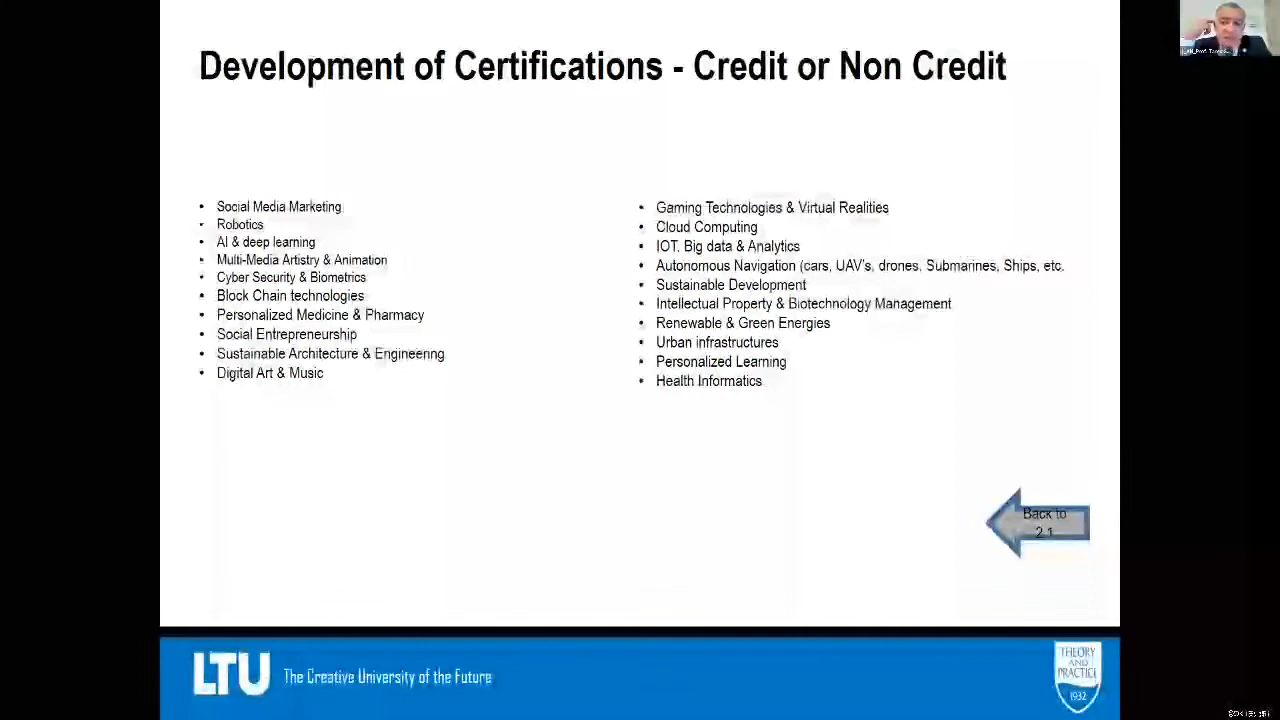 Development of Certifications - Credit or Non Credit
• Social Media Marketing
• Robotics
• AI & deep learning
• Multi-Media Artistry & Animation
• Cyber Security & Biometrics
• Block Chain technologies
• Personalized Medicine & Pharmacy
• Social Entrepreneurship
• Sustainable Architecture & Engineering
• Digital Art & Music
• Gaming Technologies & Virtual Realities
• Cloud Computing
• IOT, Big data & Analytics
• Autonomous Navigation (cars, UAV's, drones, Submarines, Ships, etc.
• Sustainable Development
• Intellectual Property & Biotechnology Management
• Renewable & Green Energies
• Urban infrastructures
• Personalized Learning
• Health Informatics
Back to
2.1
LTU The Creative University of the Future
THEORY
AND
PRACTICE
1932